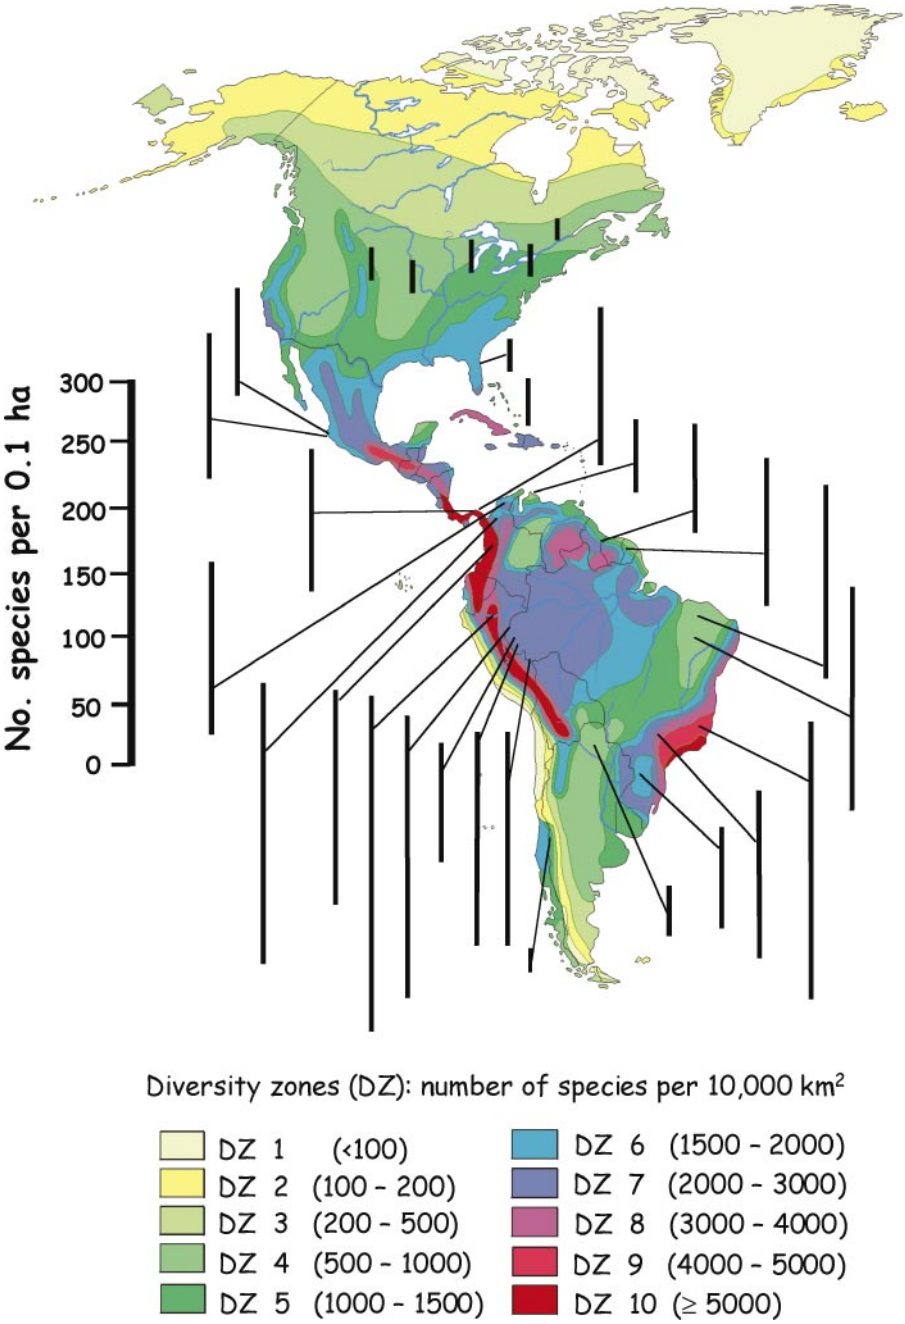 No. species per 0.1 ha
300
250
200
150
100
50
0
Diversity zones (DZ): number of species per 10,000 km²
DZ 1 (<100)
DZ 2 (100 - 200)
DZ 3 (200 - 500)
DZ 4 (500 - 1000)
DZ 5 (1000 - 1500)
DZ 6 (1500 - 2000)
DZ 7 (2000 - 3000)
DZ 8 (3000 - 4000)
DZ 9 (4000 - 5000)
DZ 10 (≥ 5000)